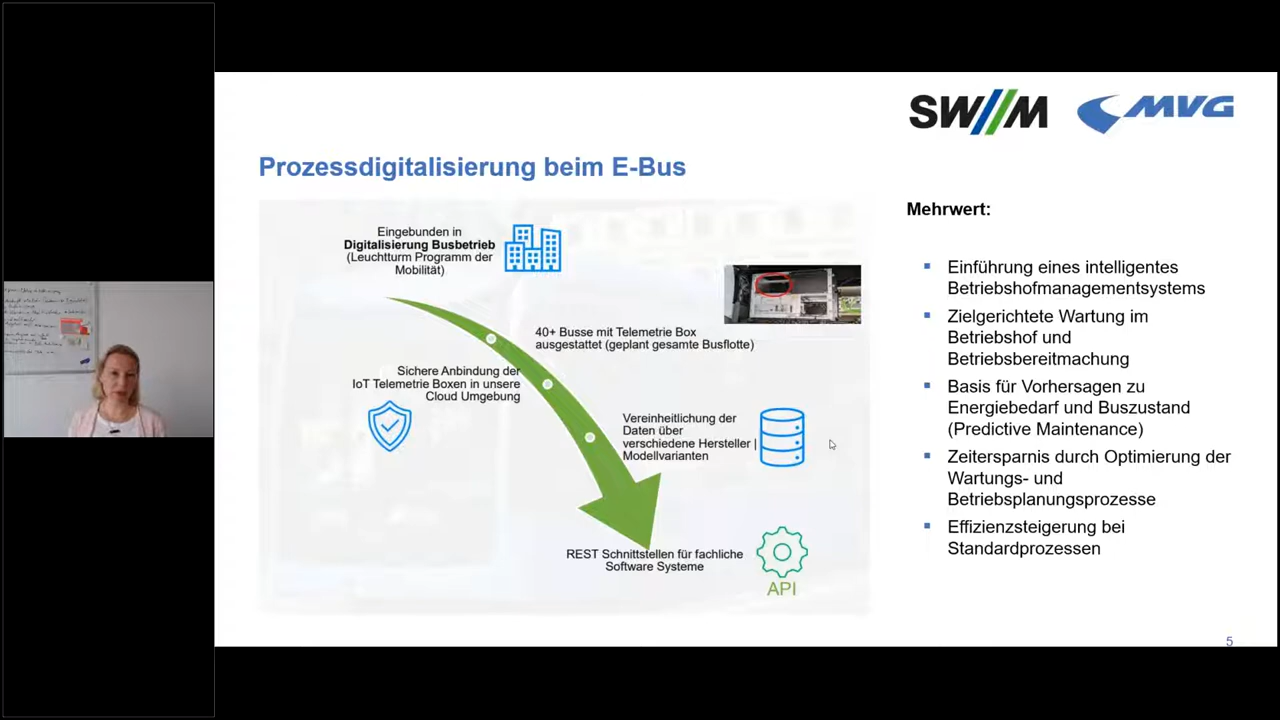 SW//M MVG
Prozessdigitalisierung beim E-Bus
Eingebunden in
Digitalisierung Busbetrieb
(Leuchtturm Programm der
Mobilität)
40+ Busse mit Telemetrie Box
ausgestattet (geplant gesamte Busflotte)
Sichere Anbindung der
IoT Telemetrie Boxen in unsere
Cloud Umgebung
Vereinheitlichung der
Daten über
verschiedene Hersteller |
Modellvarianten
REST Schnittstellen für fachliche
Software Systeme
API
Mehrwert:
Einführung eines intelligentes
Betriebshofmanagementsystems
Zielgerichtete Wartung im
Betriebshof und
Betriebsbereitmachung
Basis für Vorhersagen zu
Energiebedarf und Buszustand
(Predictive Maintenance)
Zeitersparnis durch Optimierung der
Wartungs- und
Betriebsplanungsprozesse
Effizienzsteigerung bei
Standardprozessen
5